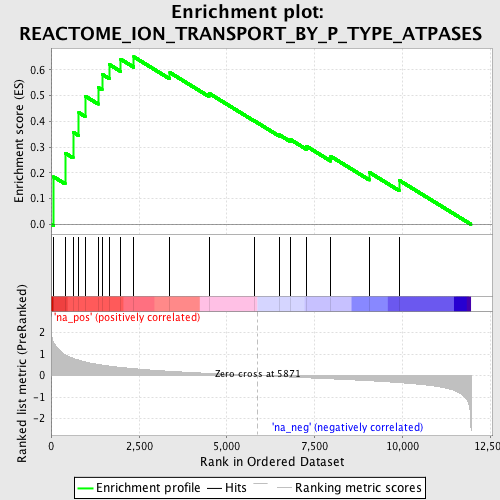 Enrichment plot:
REACTOME_ION_TRANSPORT_BY_P_TYPE_ATPASES
Enrichment score (ES)
0.6
0.5
0.4
0.3
0.2
0.1
0.0
'na_pos' (positively correlated)
Ranked list metric (PreRanked)
2
1
0
-1
-2
Zero cross at 5871
'na_neg' (negatively correlated)
0
2,500
5,000
7,500
10,000
12,50
Rank in Ordered Dataset
Enrichment profile
Hits
Ranking metric scores